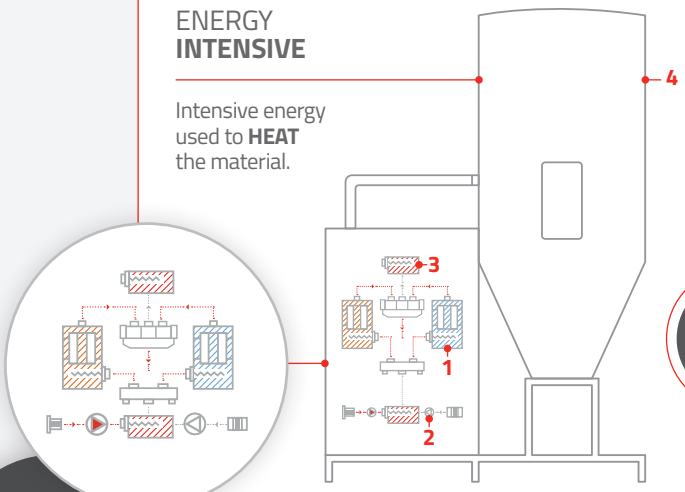 ENERGY
INTENSIVE
Intensive energy
used to HEAT
the material.
4
3
1
2